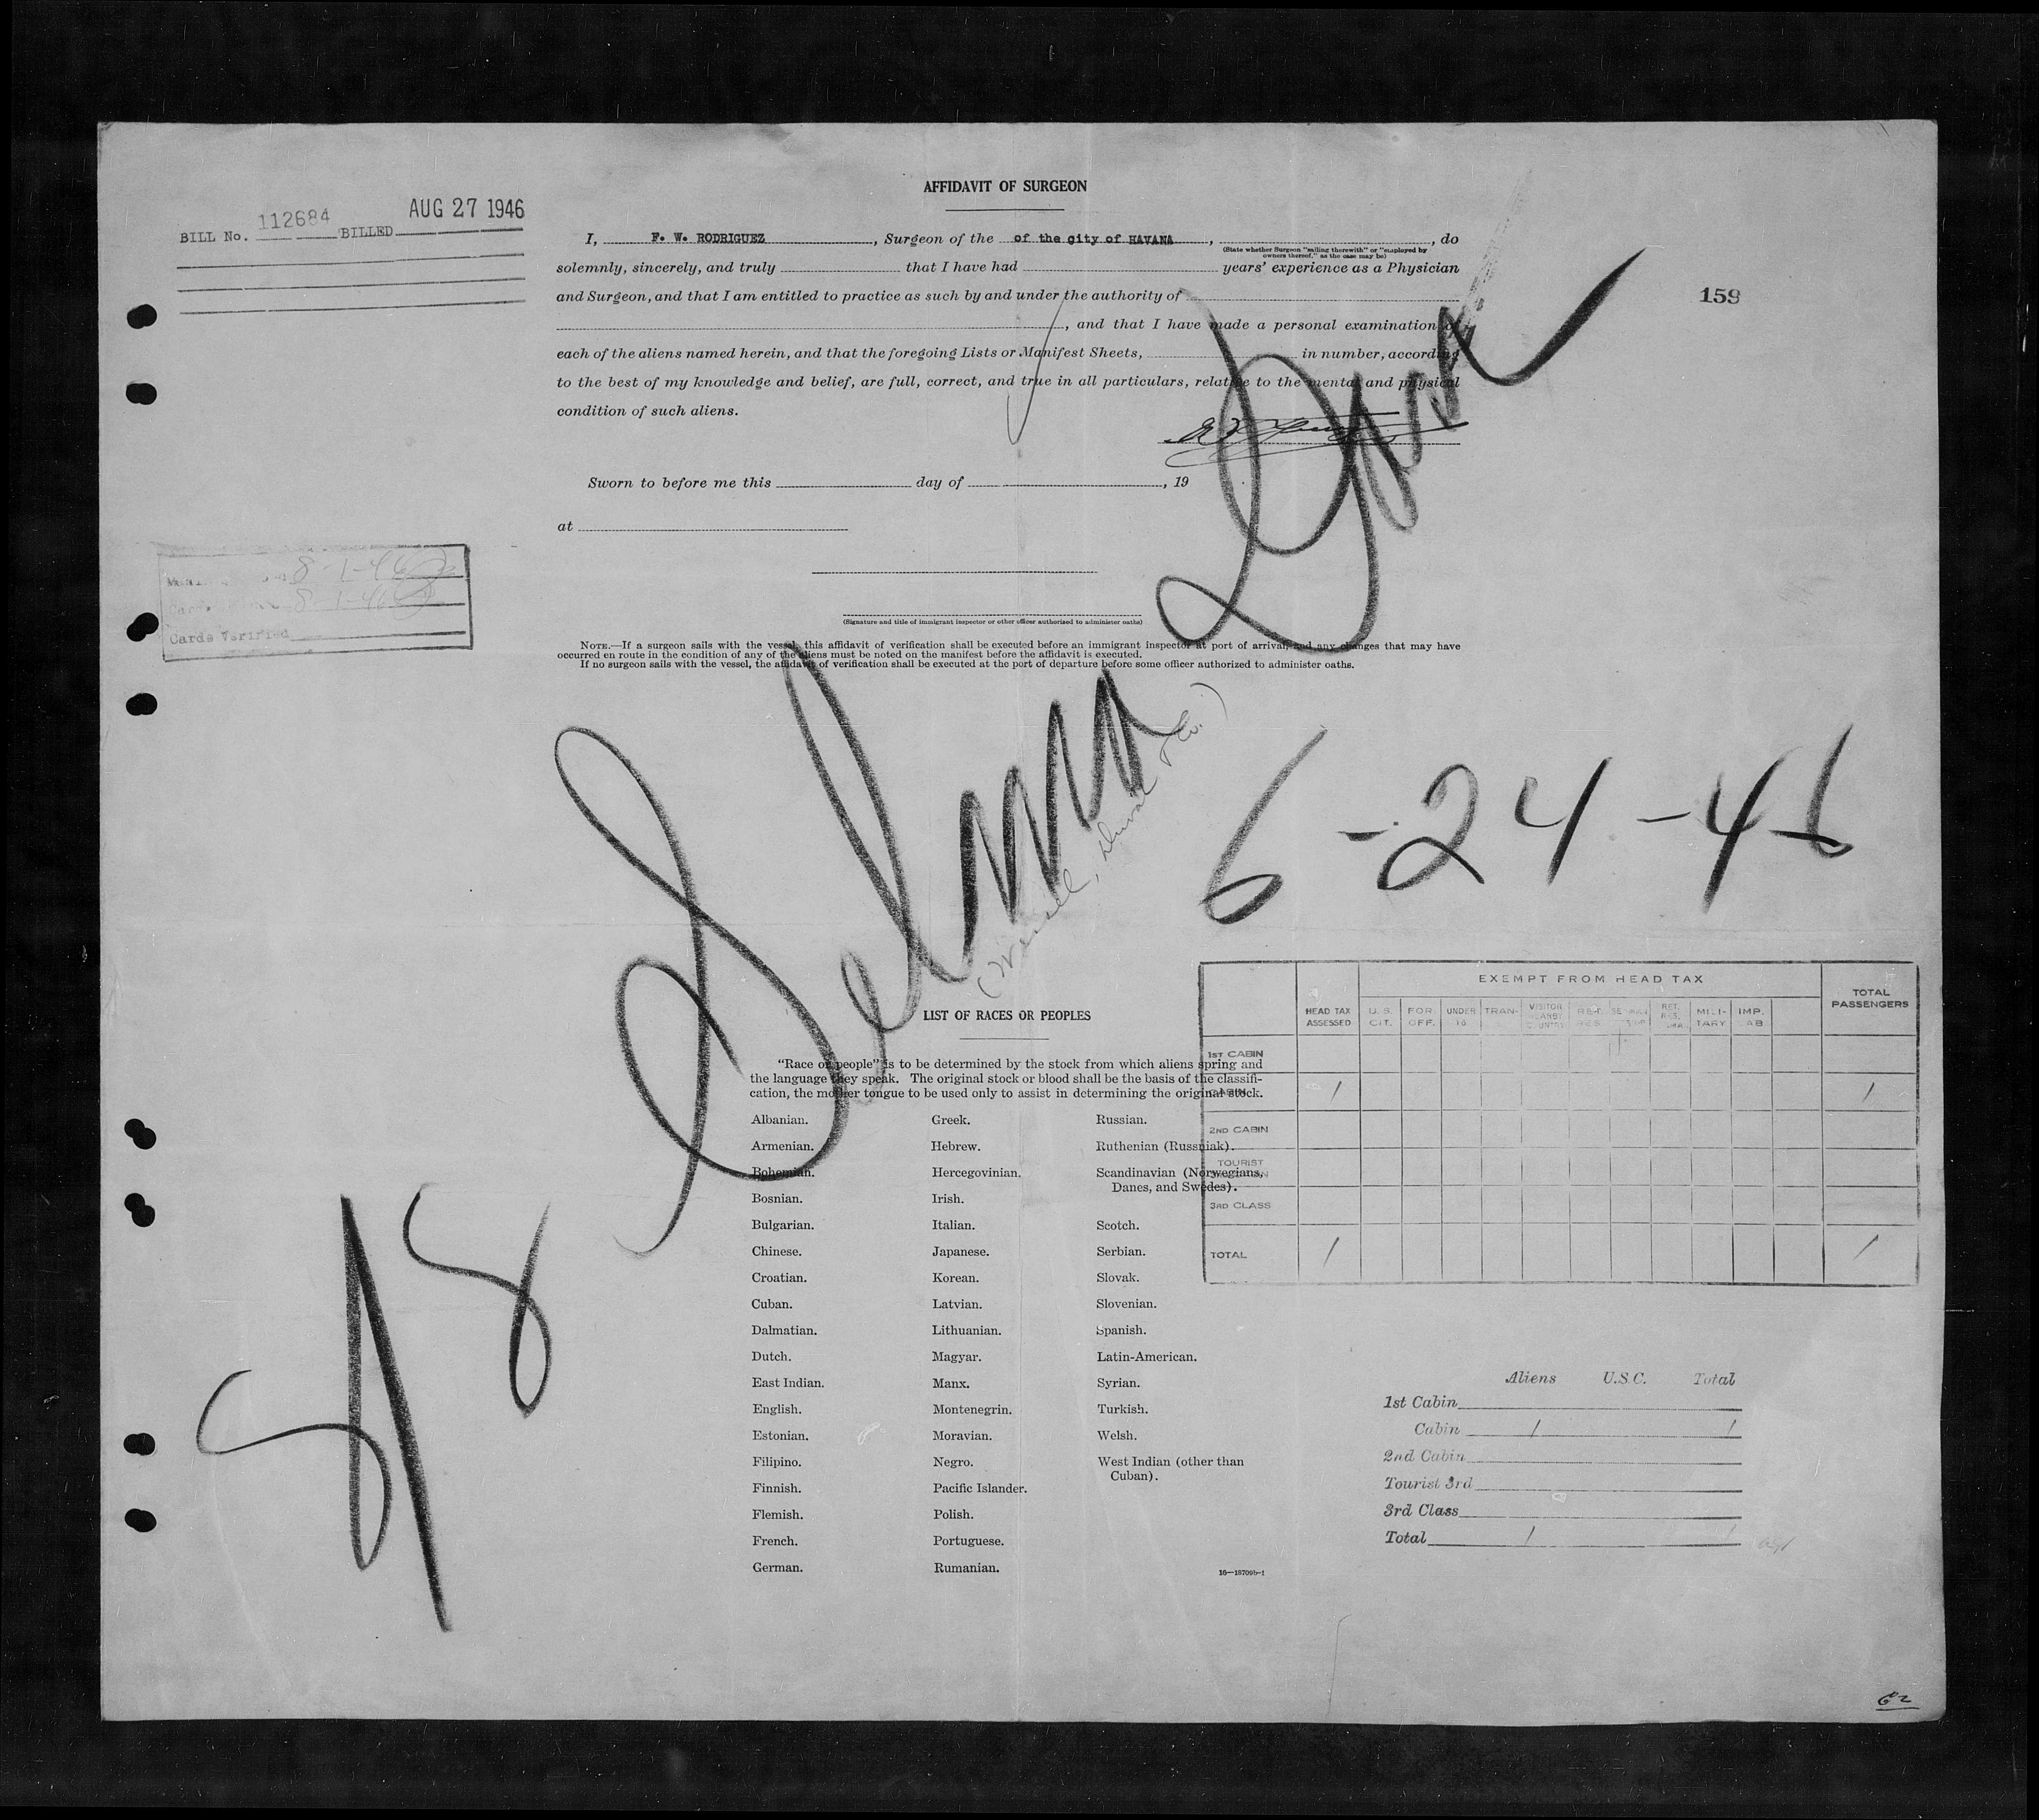 AFFIDAVIT OF SURGEON
BILL No. 112684 BILLED AUG 27 1946
I, F. W. RODRIGUEZ, Surgeon of the of the city of HAVANA, , do
(State whether Surgeon "sailing therewith" or "employed by owners thereof," as the case may be)
solemnly, sincerely, and truly that I have had years' experience as a Physician
and Surgeon, and that I am entitled to practice as such by and under the authority of
, and that I have made a personal examination of
159
each of the aliens named herein, and that the foregoing Lists or Manifest Sheets, in number, according
to the best of my knowledge and belief, are full, correct, and true in all particulars, relative to the mental and physical
condition of such aliens.
Sworn to before me this day of , 19
at
8-1-46
8-1-46
Cards Verified
(Signature and title of immigrant inspector or other officer authorized to administer oaths)
NOTE.—If a surgeon sails with the vessel, this affidavit of verification shall be executed before an immigrant inspector at port of arrival, and any changes that may have
occurred en route in the condition of any of the aliens must be noted on the manifest before the affidavit is executed.
If no surgeon sails with the vessel, the affidavit of verification shall be executed at the port of departure before some officer authorized to administer oaths.
S/S
6-24-46
EXEMPT FROM HEAD TAX
HEAD TAX ASSESSED U.S. CIT. FOR. OFF. UNDER 16 TRAN- VISITOR RET. RES. MILI-TARY IMP. LAB TOTAL PASSENGERS
1ST CABIN
CABIN 1 1
2ND CABIN
TOURIST
3RD CLASS
TOTAL 1 1
LIST OF RACES OR PEOPLES
"Race or people" is to be determined by the stock from which aliens spring and
the language they speak. The original stock or blood shall be the basis of the classifi-
cation, the mother tongue to be used only to assist in determining the original stock.
Albanian.
Armenian.
Bohemian.
Bosnian.
Bulgarian.
Chinese.
Croatian.
Cuban.
Dalmatian.
Dutch.
East Indian.
English.
Estonian.
Filipino.
Finnish.
Flemish.
French.
German.
Greek.
Hebrew.
Hercegovinian.
Irish.
Italian.
Japanese.
Korean.
Latvian.
Lithuanian.
Magyar.
Manx.
Montenegrin.
Moravian.
Negro.
Pacific Islander.
Polish.
Portuguese.
Rumanian.
Russian.
Ruthenian (Russniak).
Scandinavian (Norwegians,
Danes, and Swedes).
Scotch.
Serbian.
Slovak.
Slovenian.
Spanish.
Latin-American.
Syrian.
Turkish.
Welsh.
West Indian (other than
Cuban).
Aliens U.S.C. Total
1st Cabin
Cabin 1 1
2nd Cabin
Tourist 3rd
3rd Class
Total 1 1